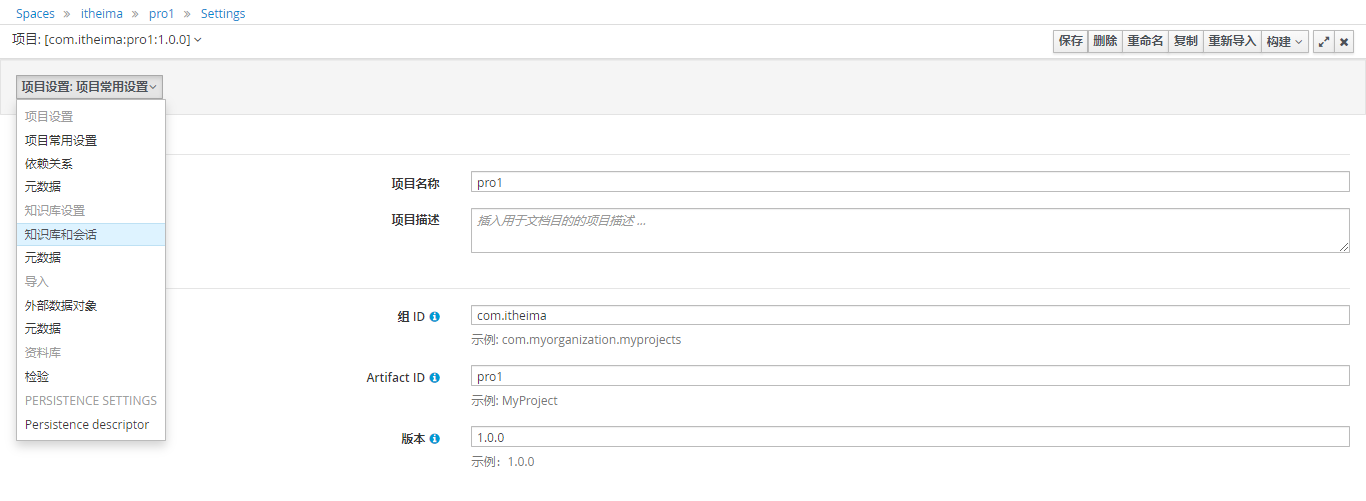 Spaces » itheima » pro1 » Settings
项目: [com.itheima:pro1:1.0.0]
保存 删除 重命名 复制 重新导入 构建
项目设置: 项目常用设置
项目设置
项目常用设置
依赖关系
元数据
知识库设置
知识库和会话
元数据
导入
外部数据对象
元数据
资料库
检验
PERSISTENCE SETTINGS
Persistence descriptor
项目名称 pro1
项目描述 插入用于文档目的的项目描述 ...
组 ID com.itheima
示例: com.myorganization.myprojects
Artifact ID pro1
示例: MyProject
版本 1.0.0
示例：1.0.0